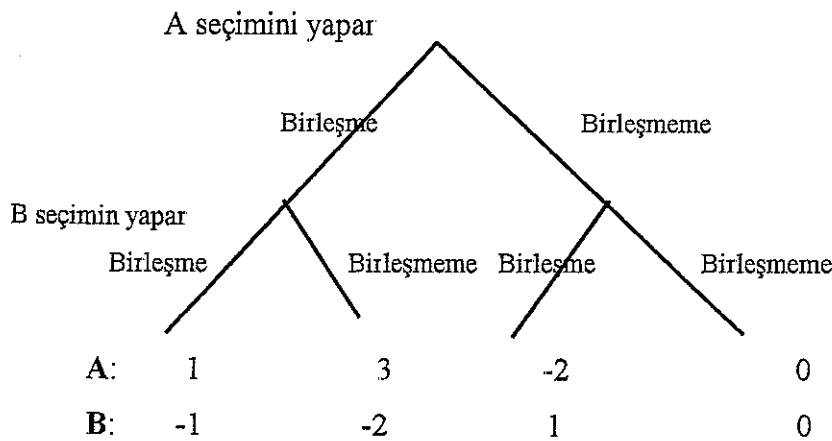 A seçimini yapar
Birleşme Birleşmeme
B seçimin yapar
Birleşme Birleşmeme Birleşme Birleşmeme
A: 1 3 -2 0
B: -1 -2 1 0